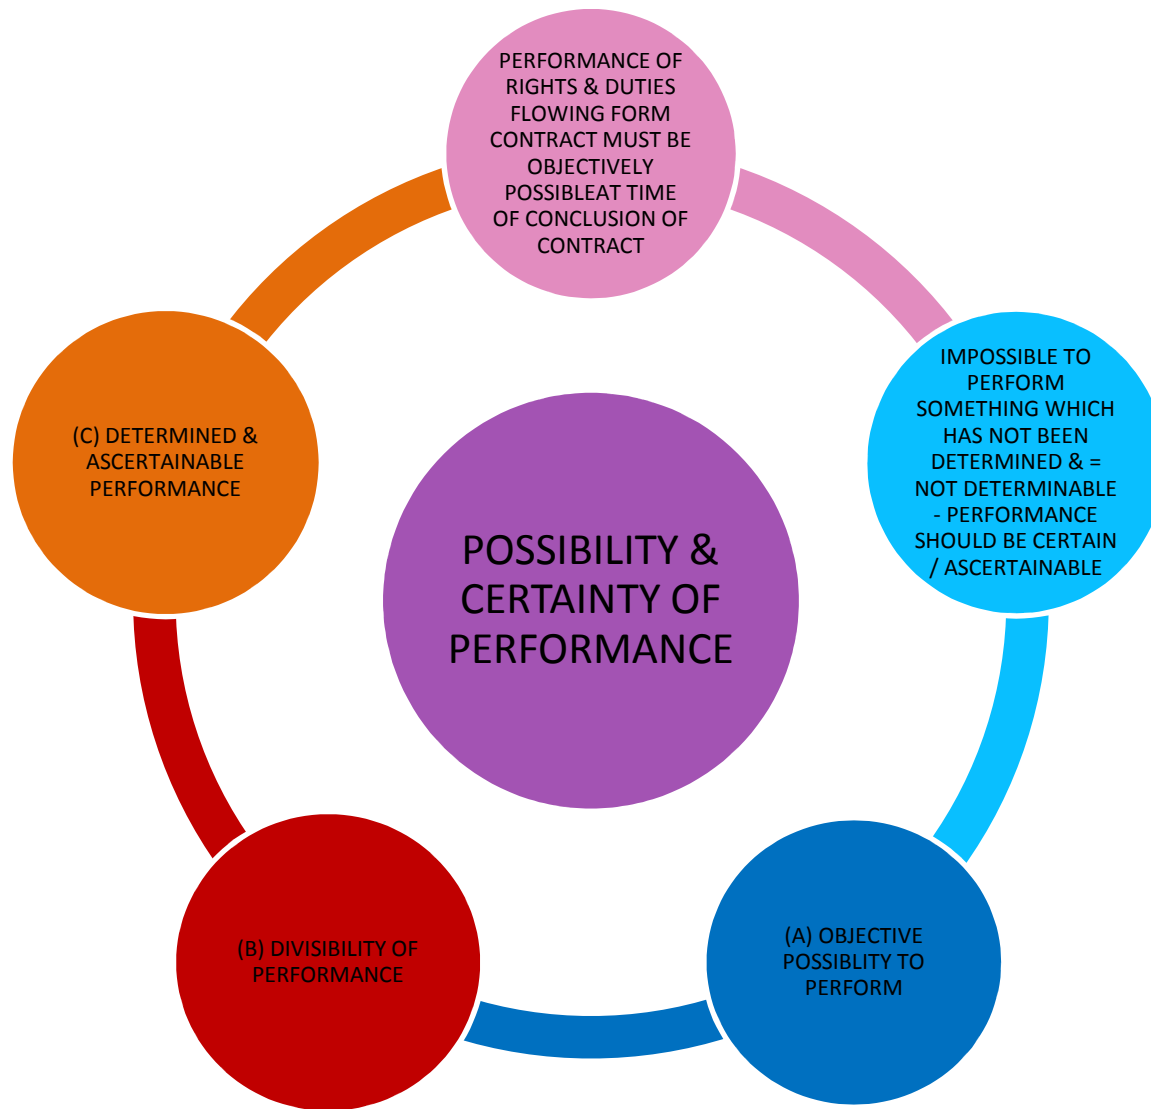 PERFORMANCE OF
RIGHTS & DUTIES
FLOWING FORM
CONTRACT MUST BE
OBJECTIVELY
POSSIBLEAT TIME
OF CONCLUSION OF
CONTRACT
IMPOSSIBLE TO
PERFORM
SOMETHING WHICH
HAS NOT BEEN
DETERMINED & =
NOT DETERMINABLE
- PERFORMANCE
SHOULD BE CERTAIN
/ ASCERTAINABLE
(A) OBJECTIVE
POSSIBLITY TO
PERFORM
(B) DIVISIBILITY OF
PERFORMANCE
(C) DETERMINED &
ASCERTAINABLE
PERFORMANCE
POSSIBILITY &
CERTAINTY OF
PERFORMANCE